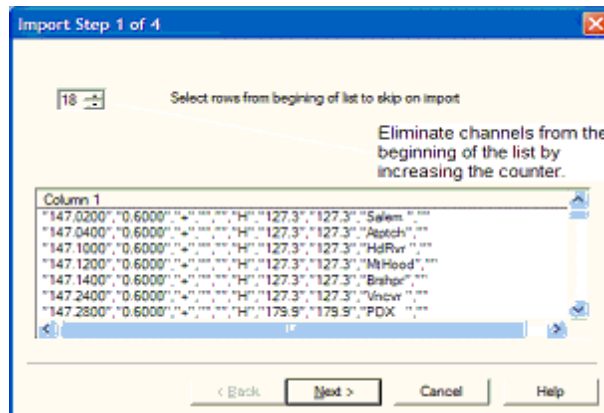 Import Step 1 of 4
18
Select rows from begining of list to skip on import
Eliminate channels from the
beginning of the list by
increasing the counter.
Column 1
"147.0200","0.6000","+","","","H","127.3","127.3","Salem ",""
"147.0400","0.6000","+","","","H","127.3","127.3","Atptch",""
"147.1000","0.6000","+","","","H","127.3","127.3","HdRvr ",""
"147.1200","0.6000","+","","","H","127.3","127.3","MtHood",""
"147.1400","0.6000","+","","","H","127.3","127.3","Brshpr",""
"147.2400","0.6000","+","","","H","127.3","127.3","Vncvr ",""
"147.2800","0.6000","+","","","H","179.9","179.9","PDX   ",""
< Back
Next >
Cancel
Help